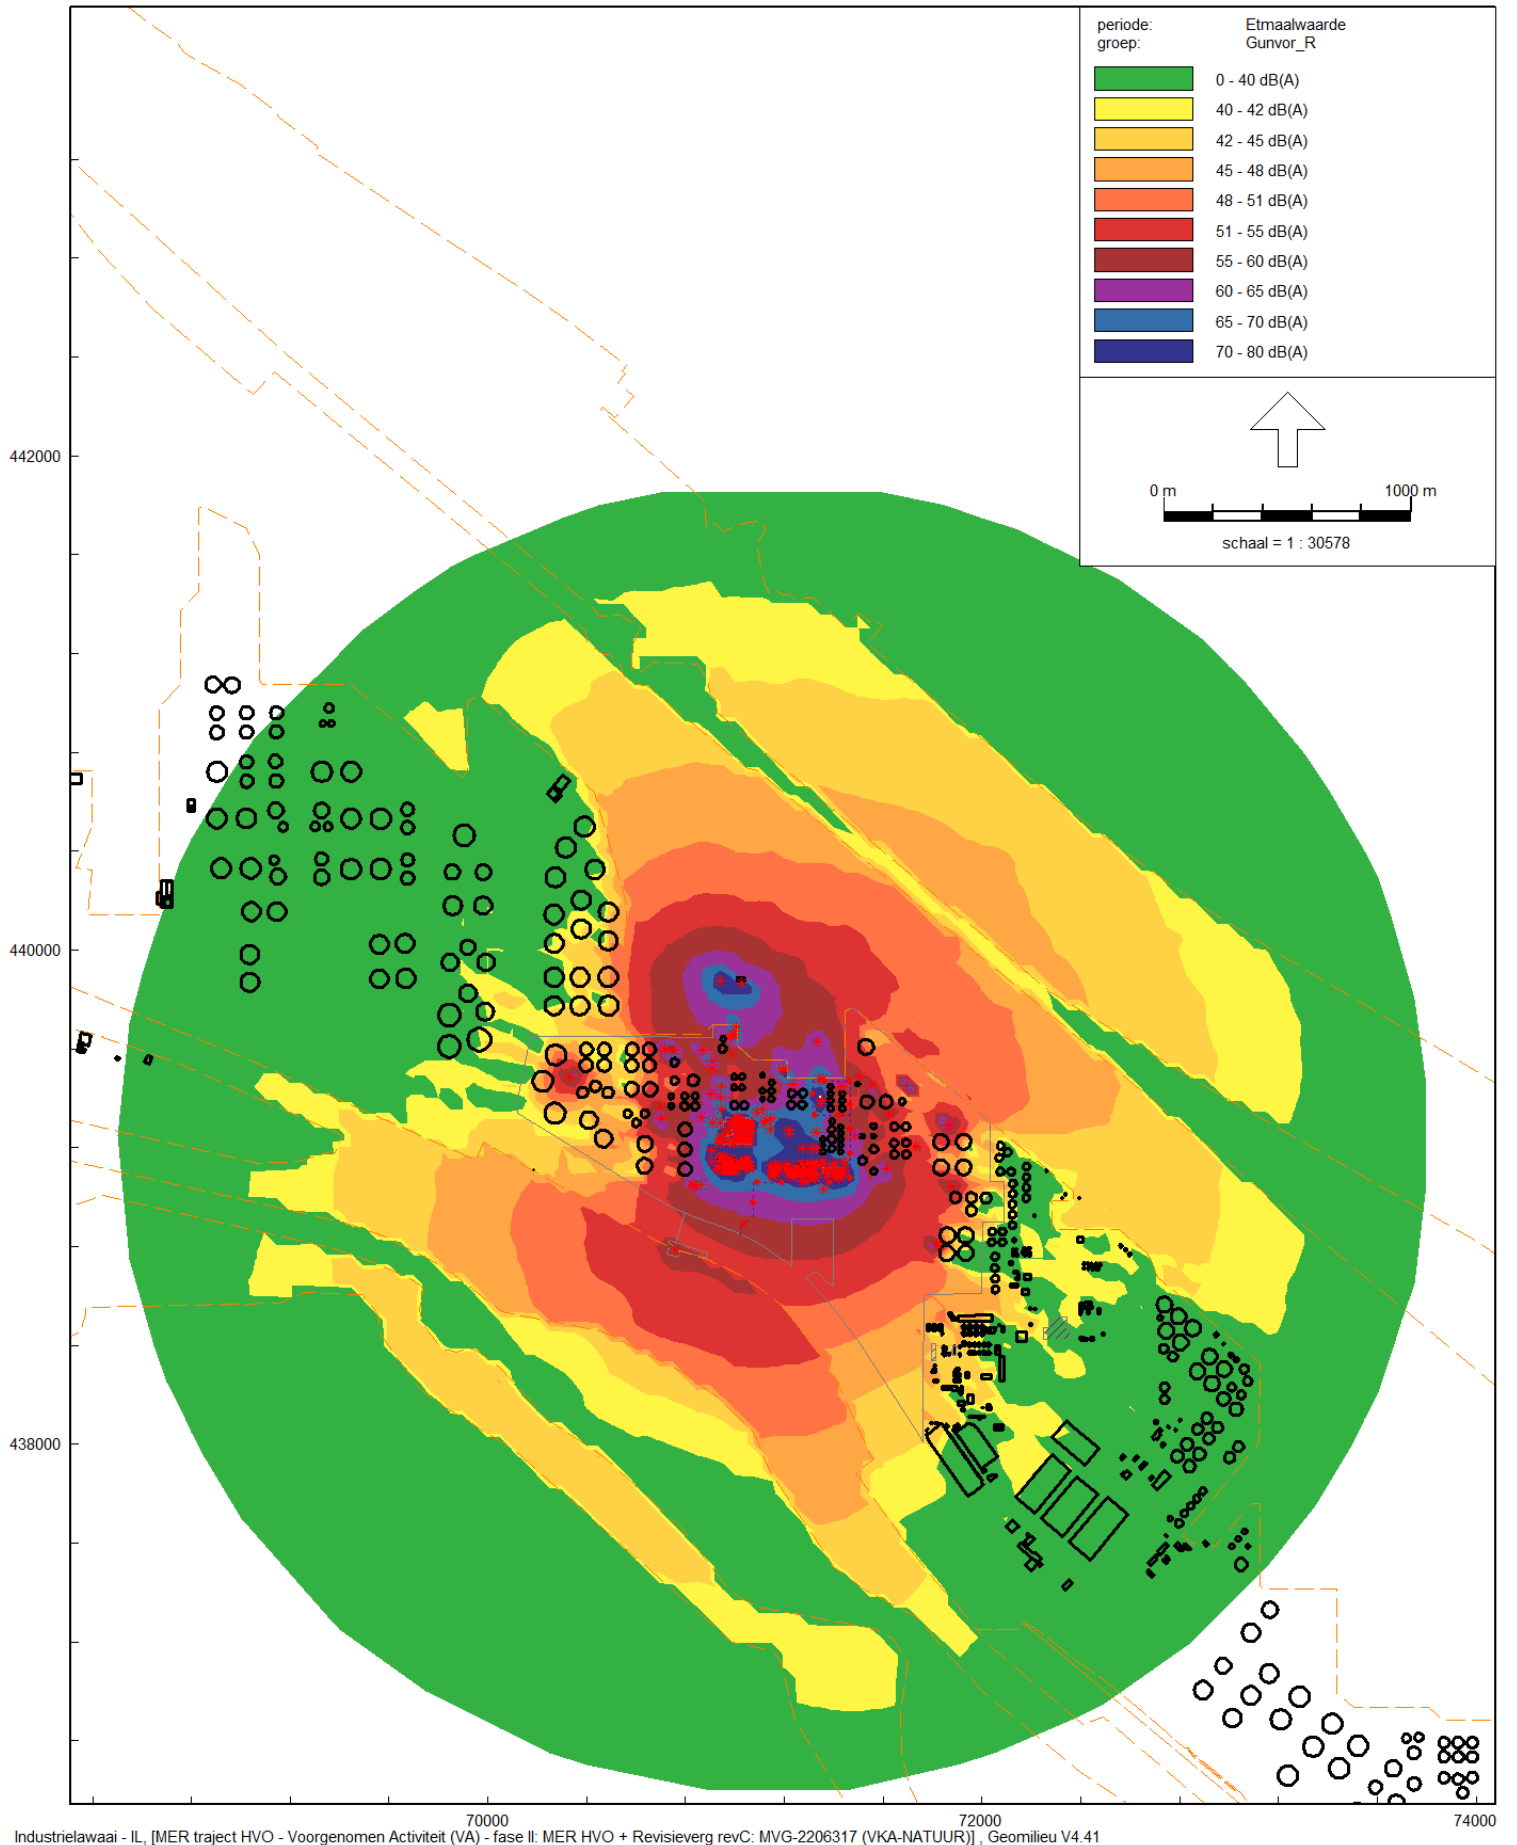 periode: Etmaalwaarde
groep: Gunvor_R
0 - 40 dB(A)
40 - 42 dB(A)
42 - 45 dB(A)
45 - 48 dB(A)
48 - 51 dB(A)
51 - 55 dB(A)
55 - 60 dB(A)
60 - 65 dB(A)
65 - 70 dB(A)
70 - 80 dB(A)
0 m 1000 m
schaal = 1 : 30578
442000
440000
438000
70000 72000 74000
Industrielawaai - IL, [MER traject HVO - Voorgenomen Activiteit (VA) - fase II: MER HVO + Revisieverg revC: MVG-2206317 (VKA-NATUUR)] , Geomilieu V4.41